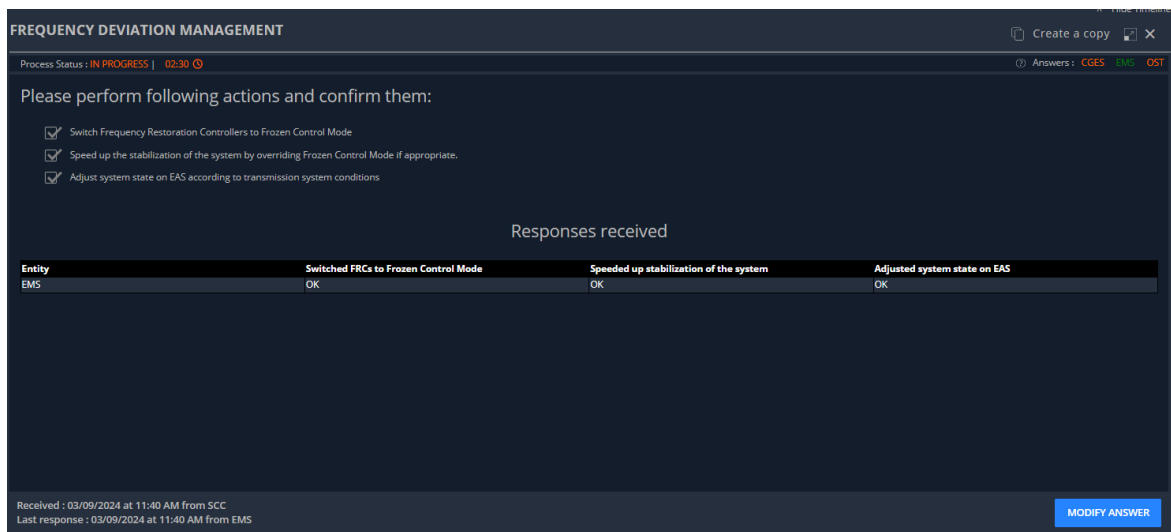 Hide Timeline
FREQUENCY DEVIATION MANAGEMENT
Create a copy
Process Status : IN PROGRESS | 02:30
Answers : CGES EMS OST
Please perform following actions and confirm them:
Switch Frequency Restoration Controllers to Frozen Control Mode
Speed up the stabilization of the system by overriding Frozen Control Mode if appropriate.
Adjust system state on EAS according to transmission system conditions
Responses received
Entity Switched FRCs to Frozen Control Mode Speeded up stabilization of the system Adjusted system state on EAS
EMS OK OK OK
Received : 03/09/2024 at 11:40 AM from SCC
Last response : 03/09/2024 at 11:40 AM from EMS
MODIFY ANSWER